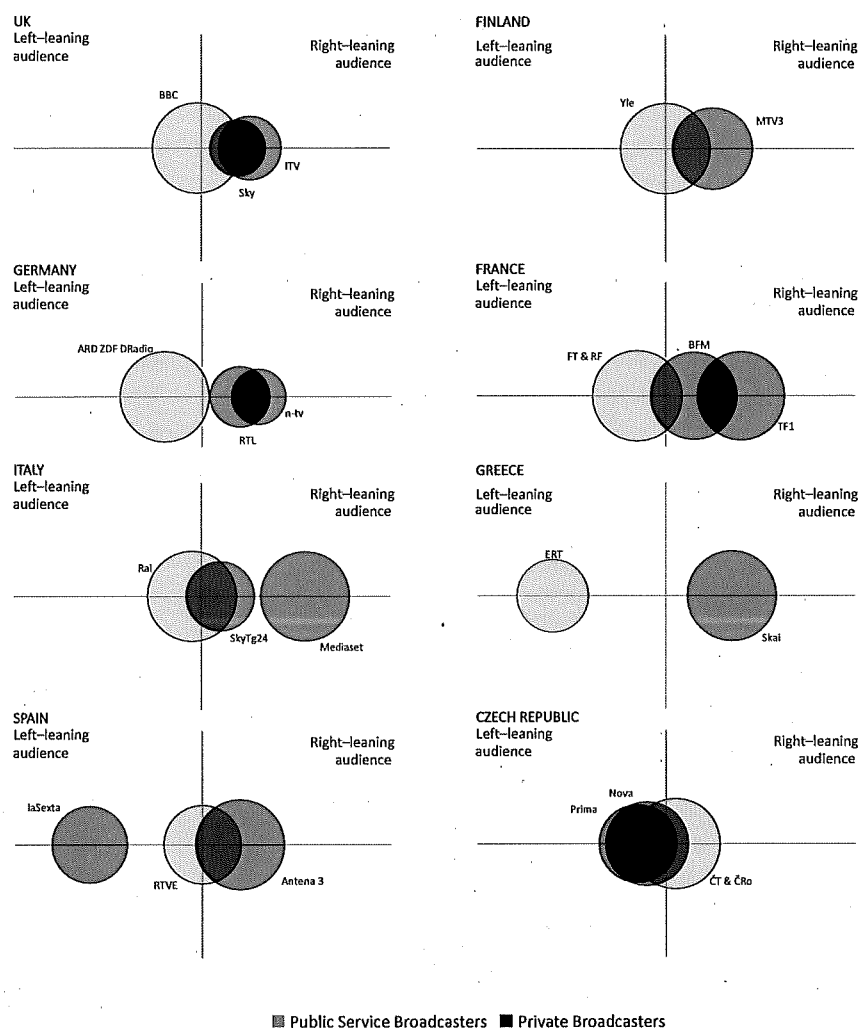 UK
Left–leaning
audience
Right–leaning
audience
BBC
ITV
Sky
FINLAND
Left–leaning
audience
Right–leaning
audience
Yle
MTV3
GERMANY
Left–leaning
audience
Right–leaning
audience
ARD ZDF DRadio
n-tv
RTL
FRANCE
Left–leaning
audience
Right–leaning
audience
FT & RF
BFM
TF1
ITALY
Left–leaning
audience
Right–leaning
audience
RaI
SkyTg24
Mediaset
GREECE
Left–leaning
audience
Right–leaning
audience
ERT
Skai
SPAIN
Left–leaning
audience
Right–leaning
audience
laSexta
RTVE
Antena 3
CZECH REPUBLIC
Left–leaning
audience
Right–leaning
audience
Nova
Prima
ČT & ČRo
Public Service Broadcasters Private Broadcasters